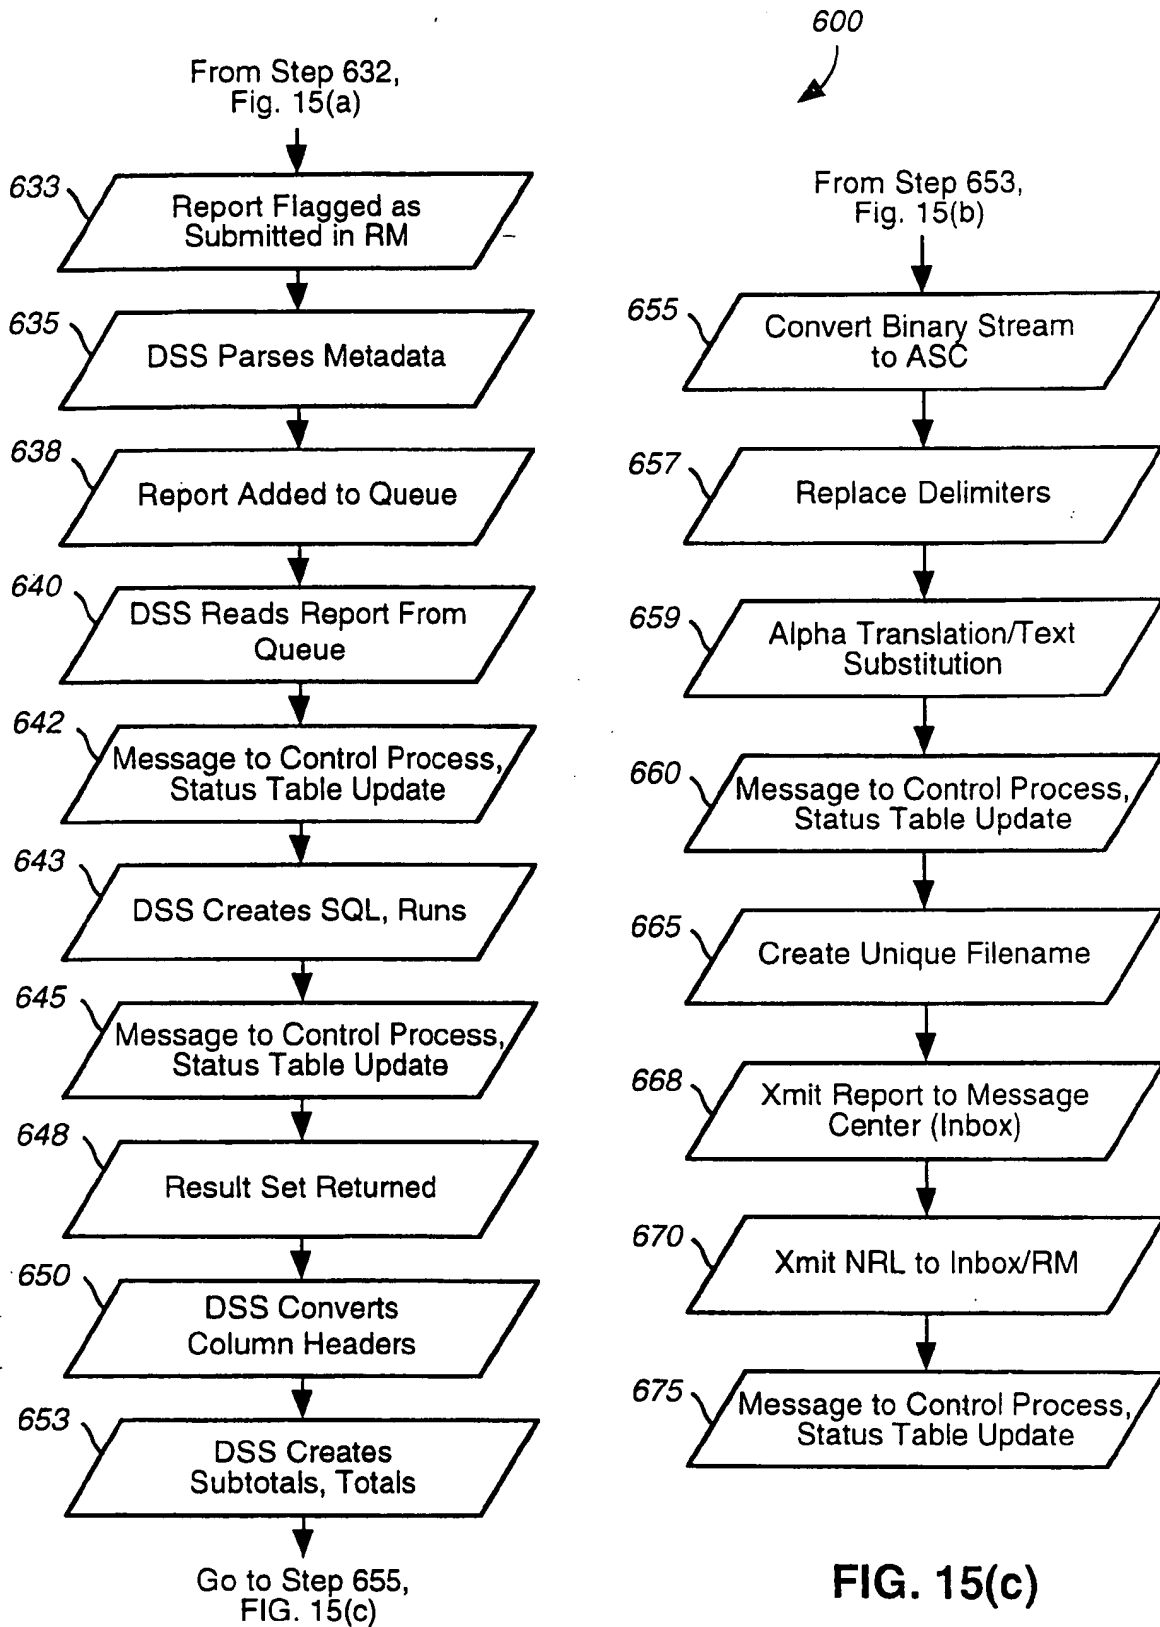 600
From Step 632,
Fig. 15(a)
633
Report Flagged as
Submitted in RM
635
DSS Parses Metadata
638
Report Added to Queue
640
DSS Reads Report From
Queue
642
Message to Control Process,
Status Table Update
643
DSS Creates SQL, Runs
645
Message to Control Process,
Status Table Update
648
Result Set Returned
650
DSS Converts
Column Headers
653
DSS Creates
Subtotals, Totals
Go to Step 655,
FIG. 15(c)
From Step 653,
Fig. 15(b)
655
Convert Binary Stream
to ASC
657
Replace Delimiters
659
Alpha Translation/Text
Substitution
660
Message to Control Process,
Status Table Update
665
Create Unique Filename
668
Xmit Report to Message
Center (Inbox)
670
Xmit NRL to Inbox/RM
675
Message to Control Process,
Status Table Update
FIG. 15(c)